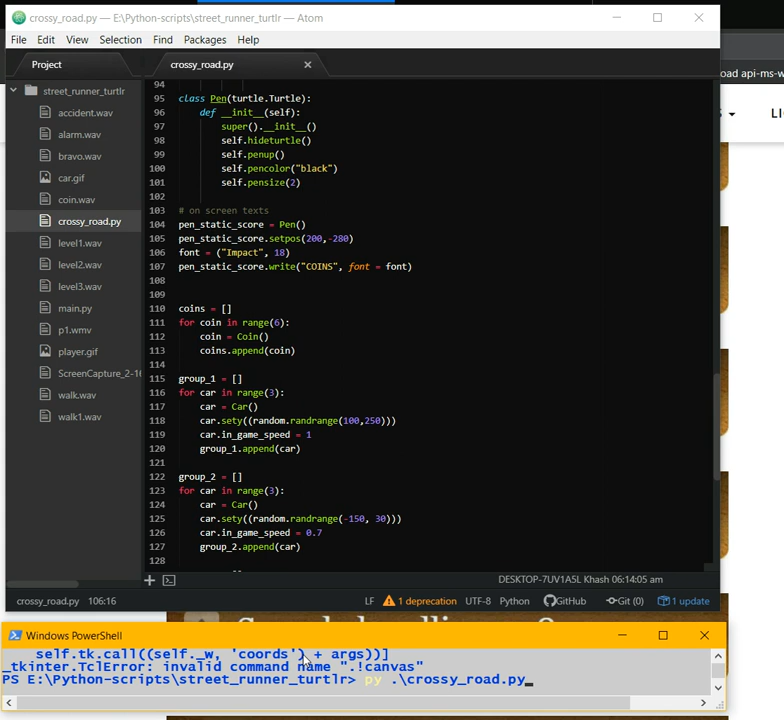 crossy_road.py — E:\Python-scripts\street_runner_turtlr — Atom
File Edit View Selection Find Packages Help
Project
crossy_road.py
oad api-ms-w
street_runner_turtlr
accident.wav
alarm.wav
bravo.wav
car.gif
coin.wav
crossy_road.py
level1.wav
level2.wav
level3.wav
main.py
p1.wmv
player.gif
ScreenCapture_2-16
walk.wav
walk1.wav
94
95 class Pen(turtle.Turtle):
96 def __init__(self):
97 super().__init__()
98 self.hideturtle()
99 self.penup()
100 self.pencolor("black")
101 self.pensize(2)
102
103 # on screen texts
104 pen_static_score = Pen()
105 pen_static_score.setpos(200,-280)
106 font = ("Impact", 18)
107 pen_static_score.write("COINS", font = font)
108
109
110 coins = []
111 for coin in range(6):
112 coin = Coin()
113 coins.append(coin)
114
115 group_1 = []
116 for car in range(3):
117 car = Car()
118 car.sety((random.randrange(100,250)))
119 car.in_game_speed = 1
120 group_1.append(car)
121
122 group_2 = []
123 for car in range(3):
124 car = Car()
125 car.sety((random.randrange(-150, 30)))
126 car.in_game_speed = 0.7
127 group_2.append(car)
128
DESKTOP-7UV1A5L Khash 06:14:05 am
crossy_road.py 106:16 LF 1 deprecation UTF-8 Python GitHub Git (0) 1 update
Windows PowerShell
self.tk.call((self._w, 'coords') + args))]
_tkinter.TclError: invalid command name ".!canvas"
PS E:\Python-scripts\street_runner_turtlr> py .\crossy_road.py